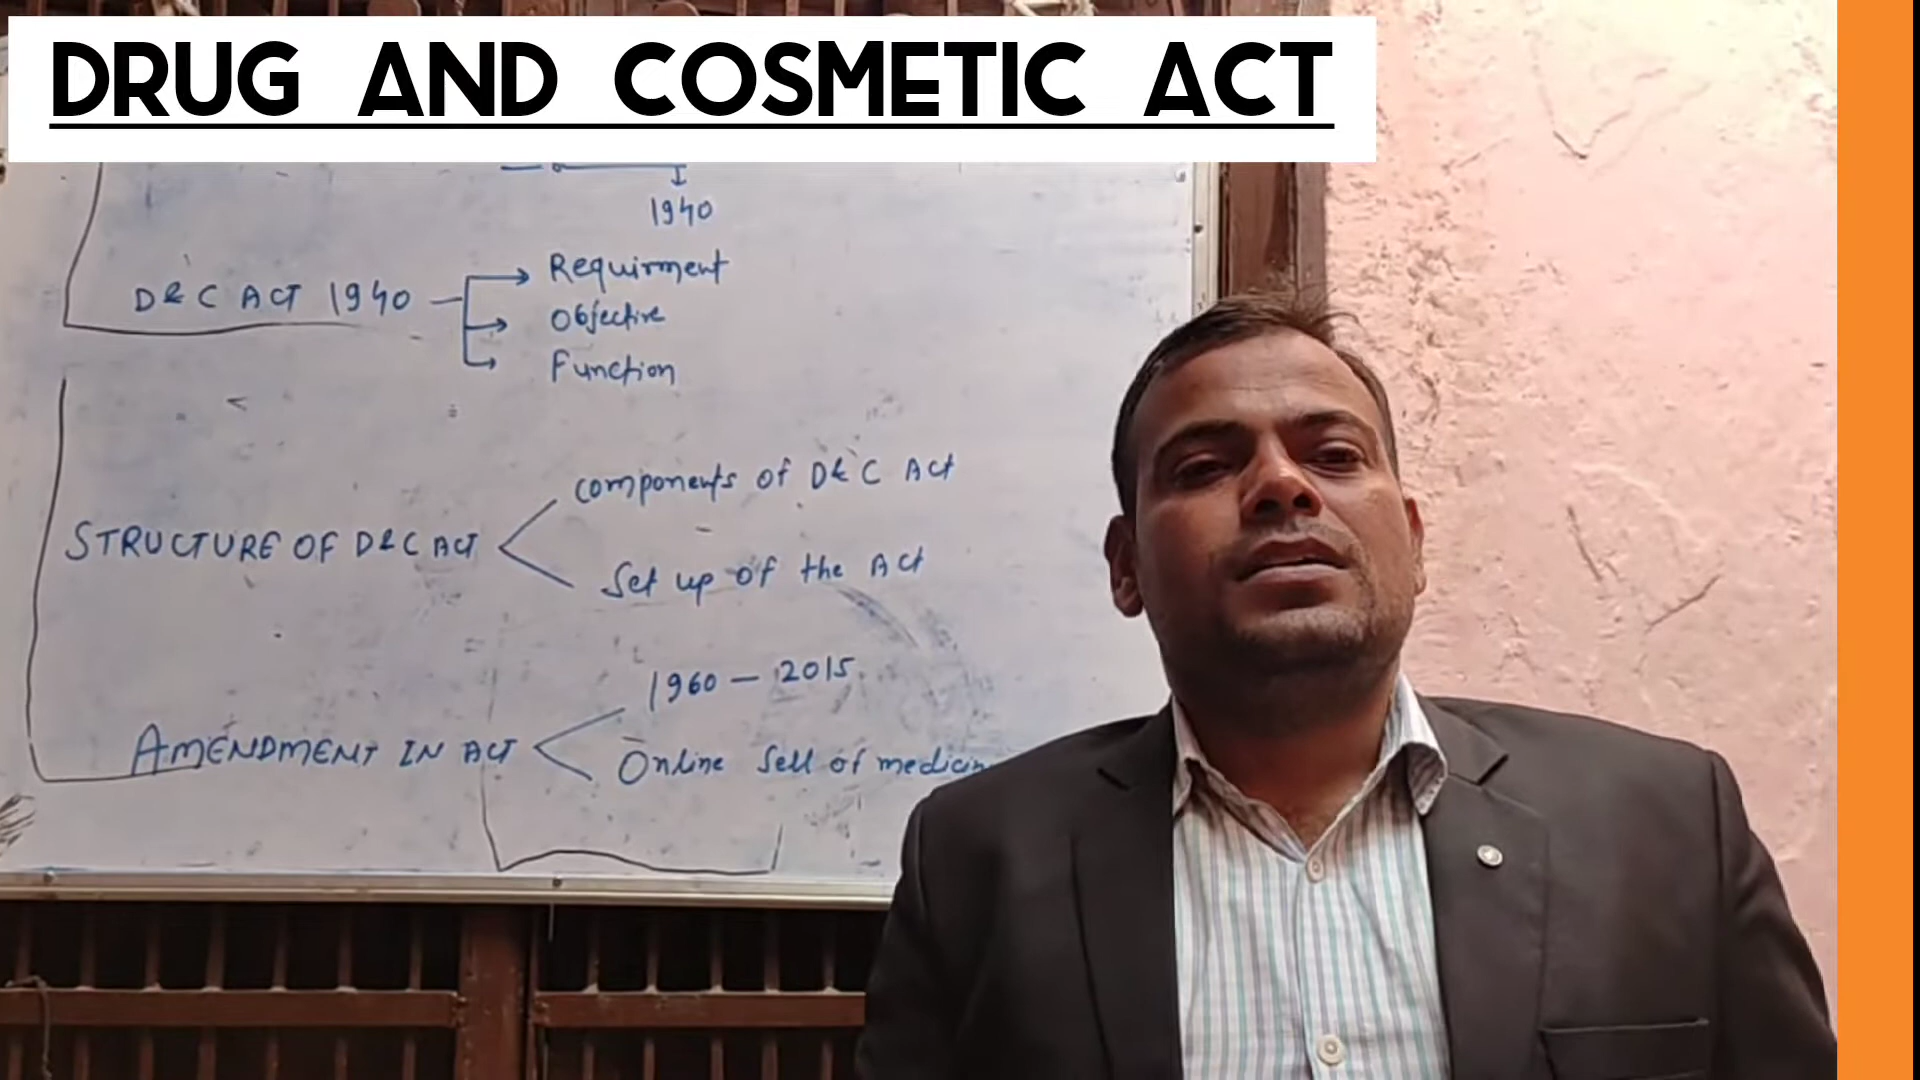 DRUG AND COSMETIC ACT
1940
D & C ACT 1940
Requirment
Objective
Function
components of D & C Act
STRUCTURE OF D & C ACT
Set up of the Act
1960 - 2015
AMENDMENT IN ACT
Online Sell of medicin